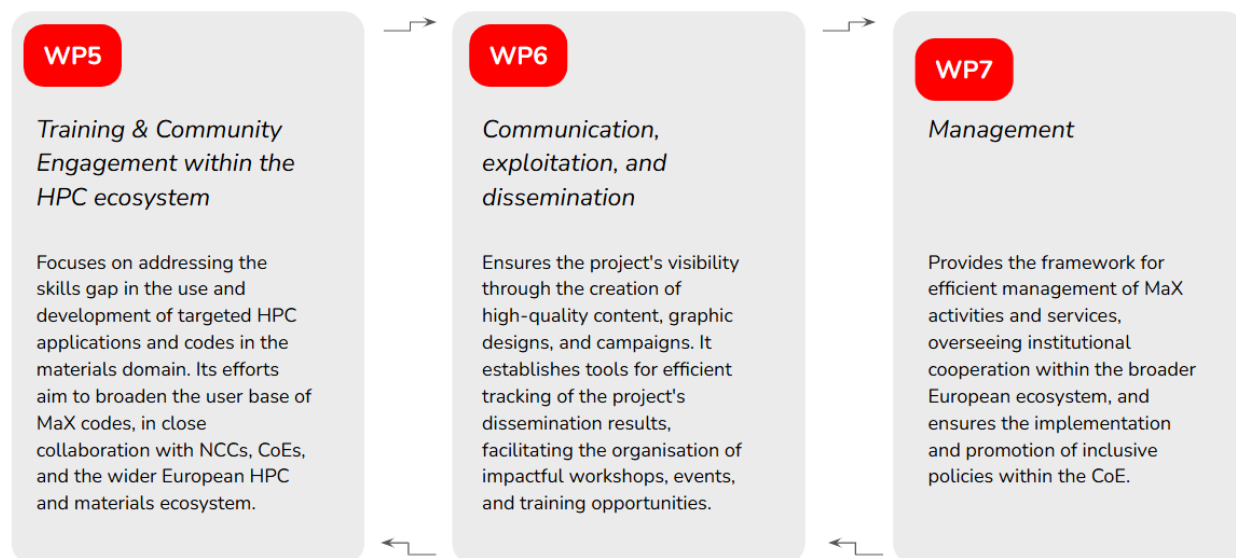 WP5
Training & Community
Engagement within the
HPC ecosystem
Focuses on addressing the
skills gap in the use and
development of targeted HPC
applications and codes in the
materials domain. Its efforts
aim to broaden the user base of
MaX codes, in close
collaboration with NCCs, CoEs,
and the wider European HPC
and materials ecosystem.
WP6
Communication,
exploitation, and
dissemination
Ensures the project's visibility
through the creation of
high-quality content, graphic
designs, and campaigns. It
establishes tools for efficient
tracking of the project's
dissemination results,
facilitating the organisation of
impactful workshops, events,
and training opportunities.
WP7
Management
Provides the framework for
efficient management of MaX
activities and services,
overseeing institutional
cooperation within the broader
European ecosystem, and
ensures the implementation
and promotion of inclusive
policies within the CoE.